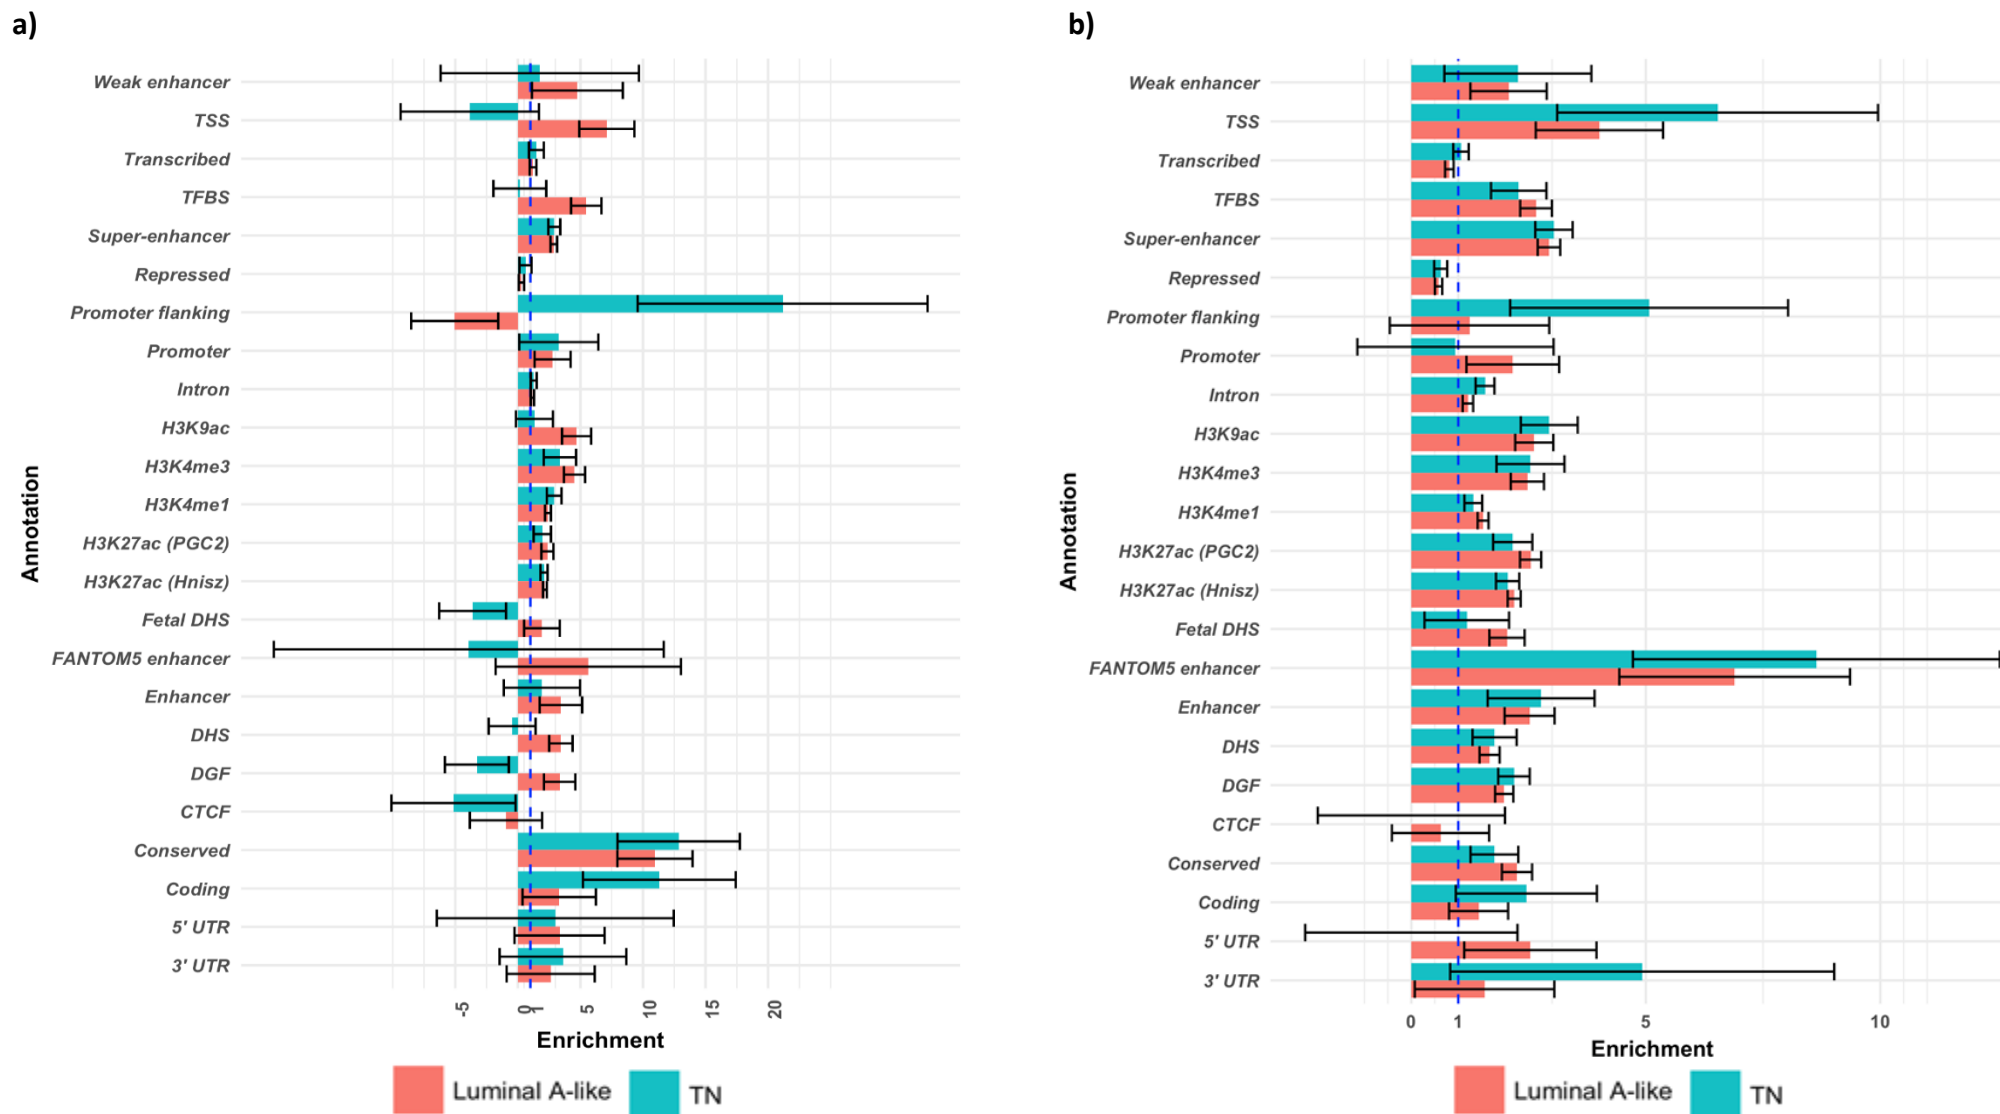 a)
Weak enhancer
TSS
Transcribed
TFBS
Super-enhancer
Repressed
Promoter flanking
Promoter
Intron
H3K9ac
H3K4me3
H3K4me1
H3K27ac (PGC2)
H3K27ac (Hnisz)
Fetal DHS
FANTOM5 enhancer
Enhancer
DHS
DGF
CTCF
Conserved
Coding
5' UTR
3' UTR
Annotation
-5 0 1 5 10 15 20
Enrichment
Luminal A-like TN
b)
Weak enhancer
TSS
Transcribed
TFBS
Super-enhancer
Repressed
Promoter flanking
Promoter
Intron
H3K9ac
H3K4me3
H3K4me1
H3K27ac (PGC2)
H3K27ac (Hnisz)
Fetal DHS
FANTOM5 enhancer
Enhancer
DHS
DGF
CTCF
Conserved
Coding
5' UTR
3' UTR
Annotation
0 1 5 10
Enrichment
Luminal A-like TN